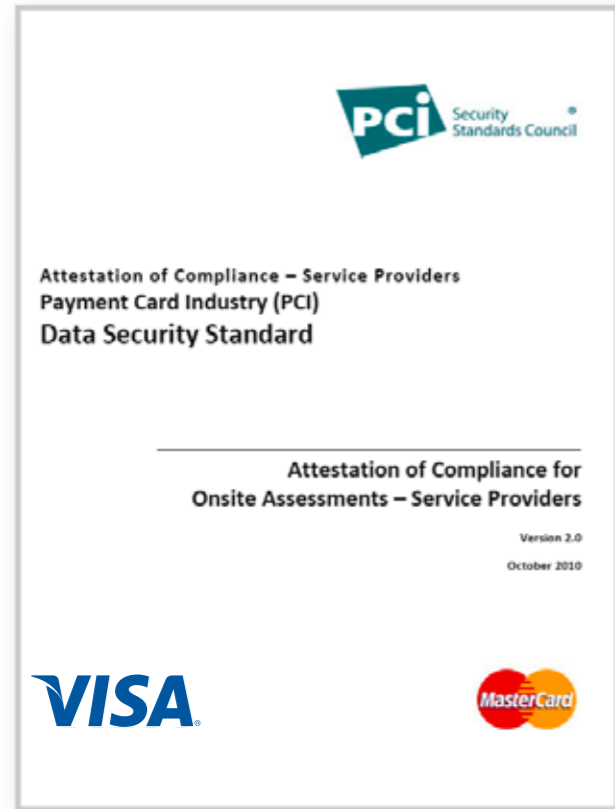 PCi Security ®
Standards Council
Attestation of Compliance – Service Providers
Payment Card Industry (PCI)
Data Security Standard
Attestation of Compliance for
Onsite Assessments – Service Providers
Version 2.0
October 2010
VISA®
MasterCard